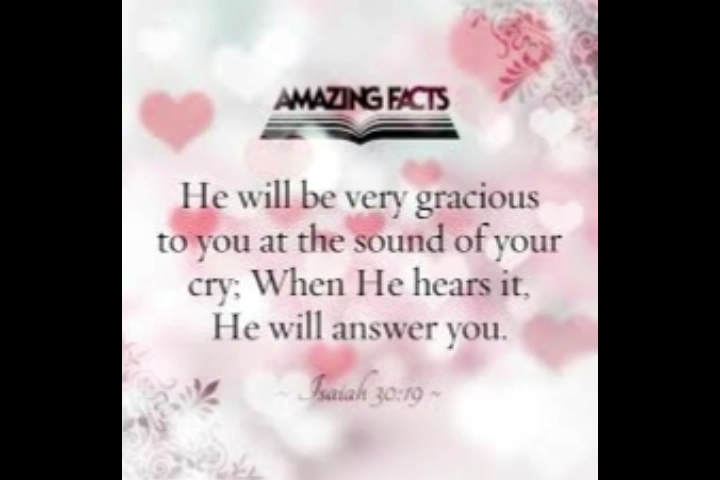 AMAZING FACTS
He will be very gracious
to you at the sound of your
cry; When He hears it,
He will answer you.
~ Isaiah 30:19 ~